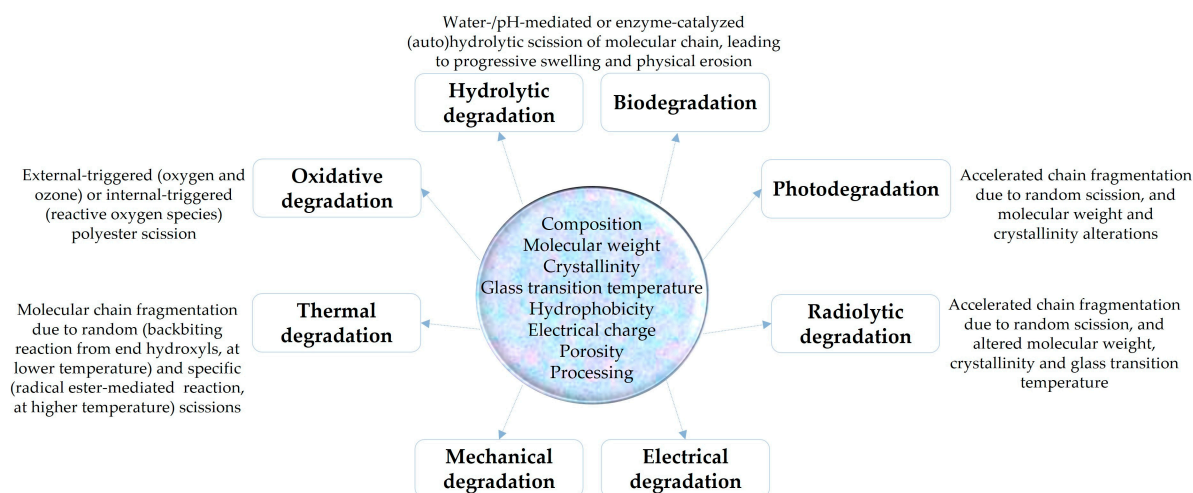 Water-/pH-mediated or enzyme-catalyzed
(auto)hydrolytic scission of molecular chain, leading
to progressive swelling and physical erosion
Hydrolytic
degradation
Biodegradation
External-triggered (oxygen and
ozone) or internal-triggered
(reactive oxygen species)
polyester scission
Oxidative
degradation
Photodegradation
Accelerated chain fragmentation
due to random scission, and
molecular weight and
crystallinity alterations
Composition
Molecular weight
Crystallinity
Glass transition temperature
Hydrophobicity
Electrical charge
Porosity
Processing
Molecular chain fragmentation
due to random (backbiting
reaction from end hydroxyls, at
lower temperature) and specific
(radical ester-mediated reaction,
at higher temperature) scissions
Thermal
degradation
Radiolytic
degradation
Accelerated chain fragmentation
due to random scission, and
altered molecular weight,
crystallinity and glass transition
temperature
Mechanical
degradation
Electrical
degradation